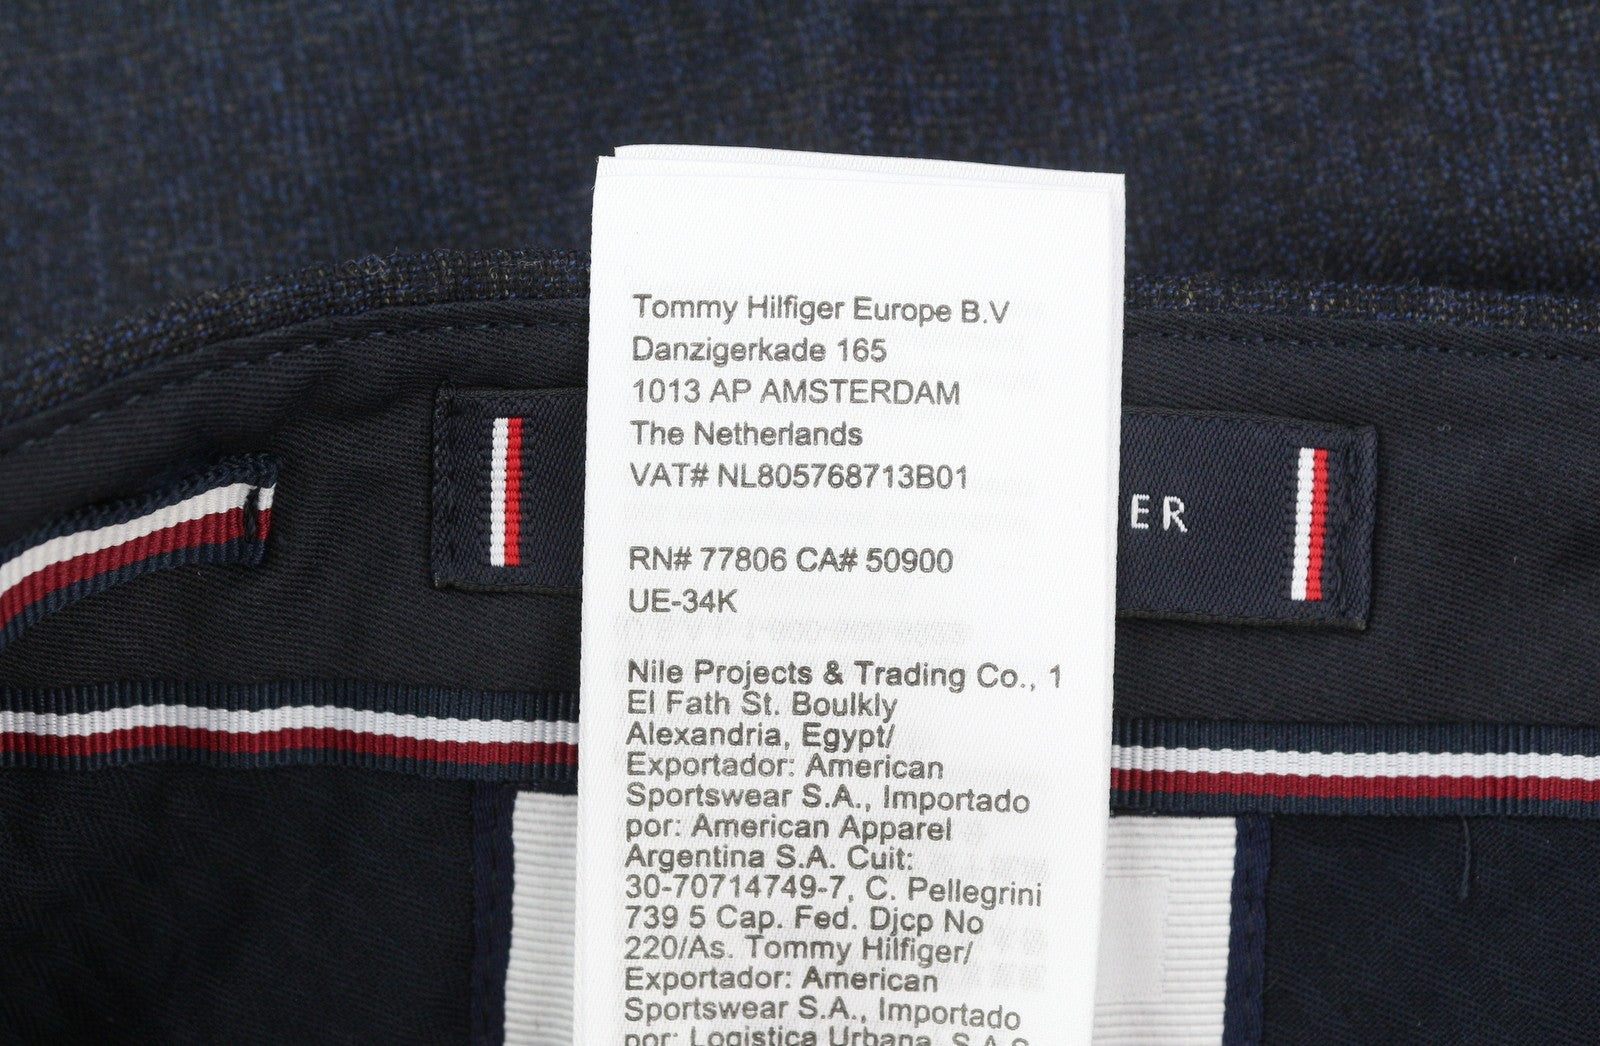 Tommy Hilfiger Europe B.V
Danzigerkade 165
1013 AP AMSTERDAM
The Netherlands
VAT# NL805768713B01
RN# 77806 CA# 50900
UE-34K
Nile Projects & Trading Co., 1
El Fath St. Boulkly
Alexandria, Egypt/
Exportador: American
Sportswear S.A., Importado
por: American Apparel
Argentina S.A. Cuit:
30-70714749-7, C. Pellegrini
739 5 Cap. Fed. Djcp No
220/As. Tommy Hilfiger/
Exportador: American
Sportswear S.A., Importado
por: Logistica Urbana, S.A.S
ER